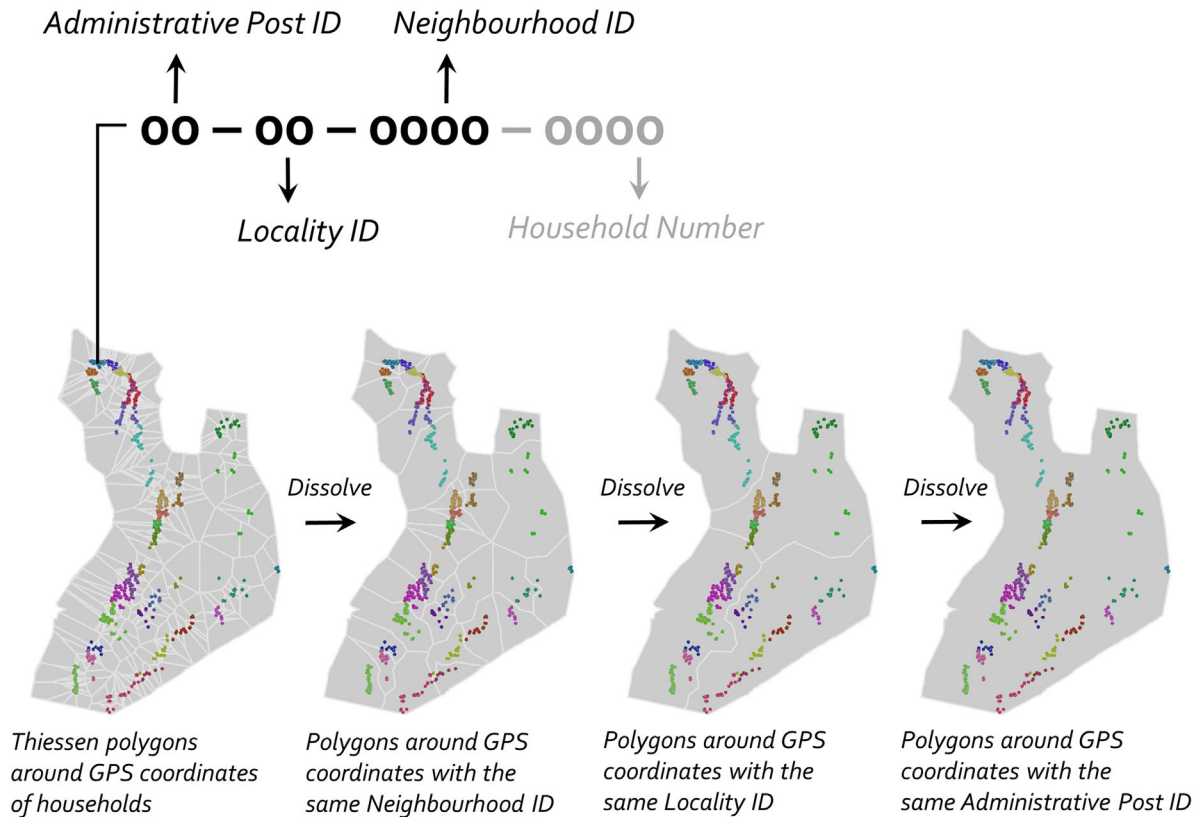 Administrative Post ID
Neighbourhood ID
00 – 00 – 0000 – 0000
Locality ID
Household Number
Dissolve
Dissolve
Dissolve
Thiessen polygons
around GPS coordinates
of households
Polygons around GPS
coordinates with the
same Neighbourhood ID
Polygons around GPS
coordinates with the
same Locality ID
Polygons around GPS
coordinates with the
same Administrative Post ID